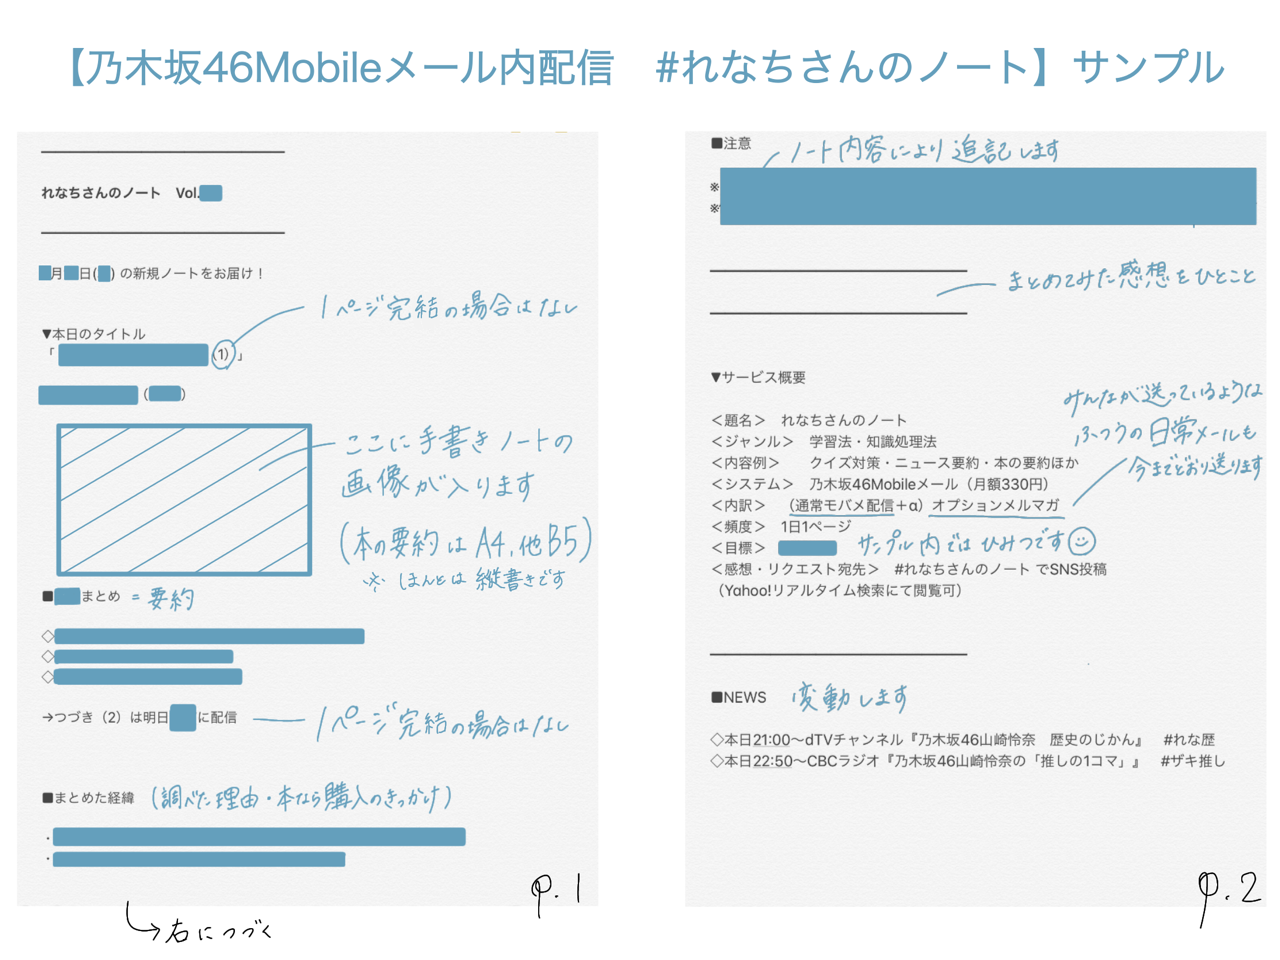 【乃木坂46Mobileメール内配信　#れなちさんのノート】サンプル
れなちさんのノート　Vol.
月 日( ) の新規ノートをお届け！
1ページ完結の場合はなし
▼本日のタイトル
「 (1) 」
( )
ここに手書きノートの
画像が入ります
(本の要約はA4,他B5)
※ほんとは縦書きです
■ まとめ = 要約
◇
◇
◇
→つづき（2）は明日 に配信
1ページ完結の場合はなし
■まとめた経緯 (調べた理由・本なら購入のきっかけ)
・
・
p.1
→右につづく
■注意
ノート内容により追記します
※
※
まとめてみた感想をひとこと
▼サービス概要
みんなが送っているような
ふつうの日常メールも
今までどおり送ります
＜題名＞　れなちさんのノート
＜ジャンル＞　学習法・知識処理法
＜内容例＞　クイズ対策・ニュース要約・本の要約ほか
＜システム＞　乃木坂46Mobileメール（月額330円）
＜内訳＞　（通常モバメ配信＋α）オプションメルマガ
＜頻度＞　1日1ページ
＜目標＞ サンプル内ではひみつです
＜感想・リクエスト宛先＞　#れなちさんのノート でSNS投稿
（Yahoo!リアルタイム検索にて閲覧可）
■NEWS 変動します
◇本日21:00〜dTVチャンネル『乃木坂46山崎怜奈　歴史のじかん』　#れな歴
◇本日22:50〜CBCラジオ『乃木坂46山崎怜奈の「推しの1コマ」』　#ザキ推し
p.2